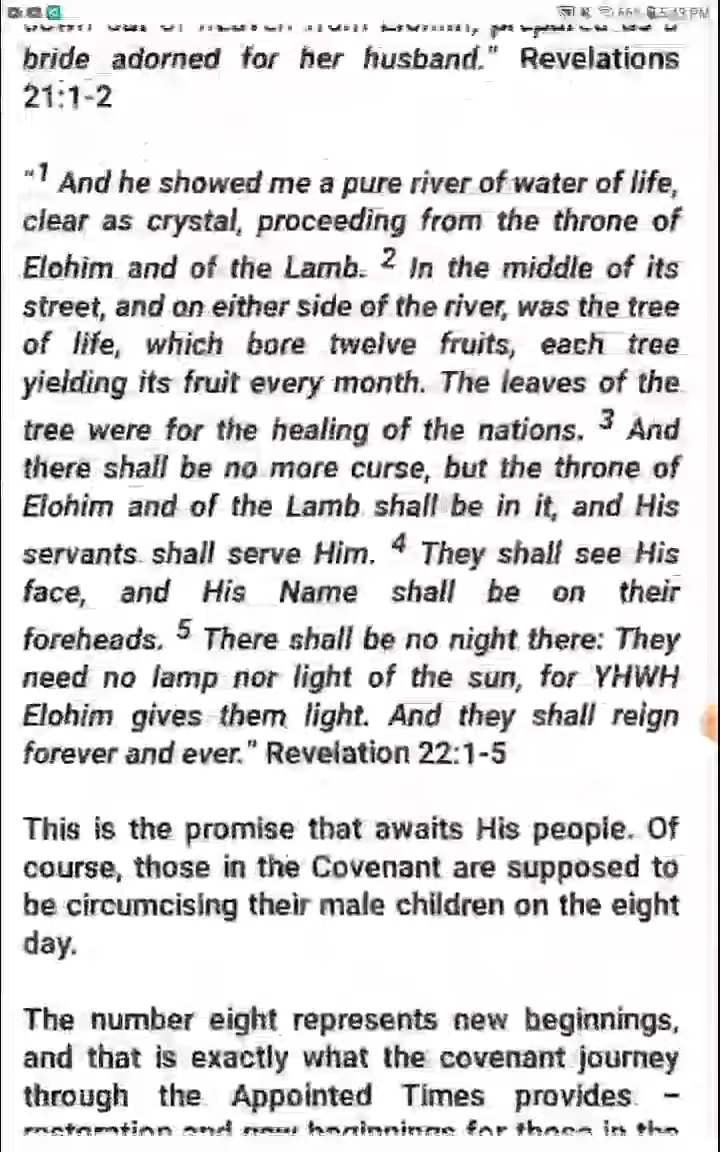 bride adorned for her husband." Revelations
21:1-2
"1 And he showed me a pure river of water of life,
clear as crystal, proceeding from the throne of
Elohim and of the Lamb. 2 In the middle of its
street, and on either side of the river, was the tree
of life, which bore twelve fruits, each tree
yielding its fruit every month. The leaves of the
tree were for the healing of the nations. 3 And
there shall be no more curse, but the throne of
Elohim and of the Lamb shall be in it, and His
servants shall serve Him. 4 They shall see His
face, and His Name shall be on their
foreheads. 5 There shall be no night there: They
need no lamp nor light of the sun, for YHWH
Elohim gives them light. And they shall reign
forever and ever." Revelation 22:1-5
This is the promise that awaits His people. Of
course, those in the Covenant are supposed to
be circumcising their male children on the eight
day.
The number eight represents new beginnings,
and that is exactly what the covenant journey
through the Appointed Times provides –